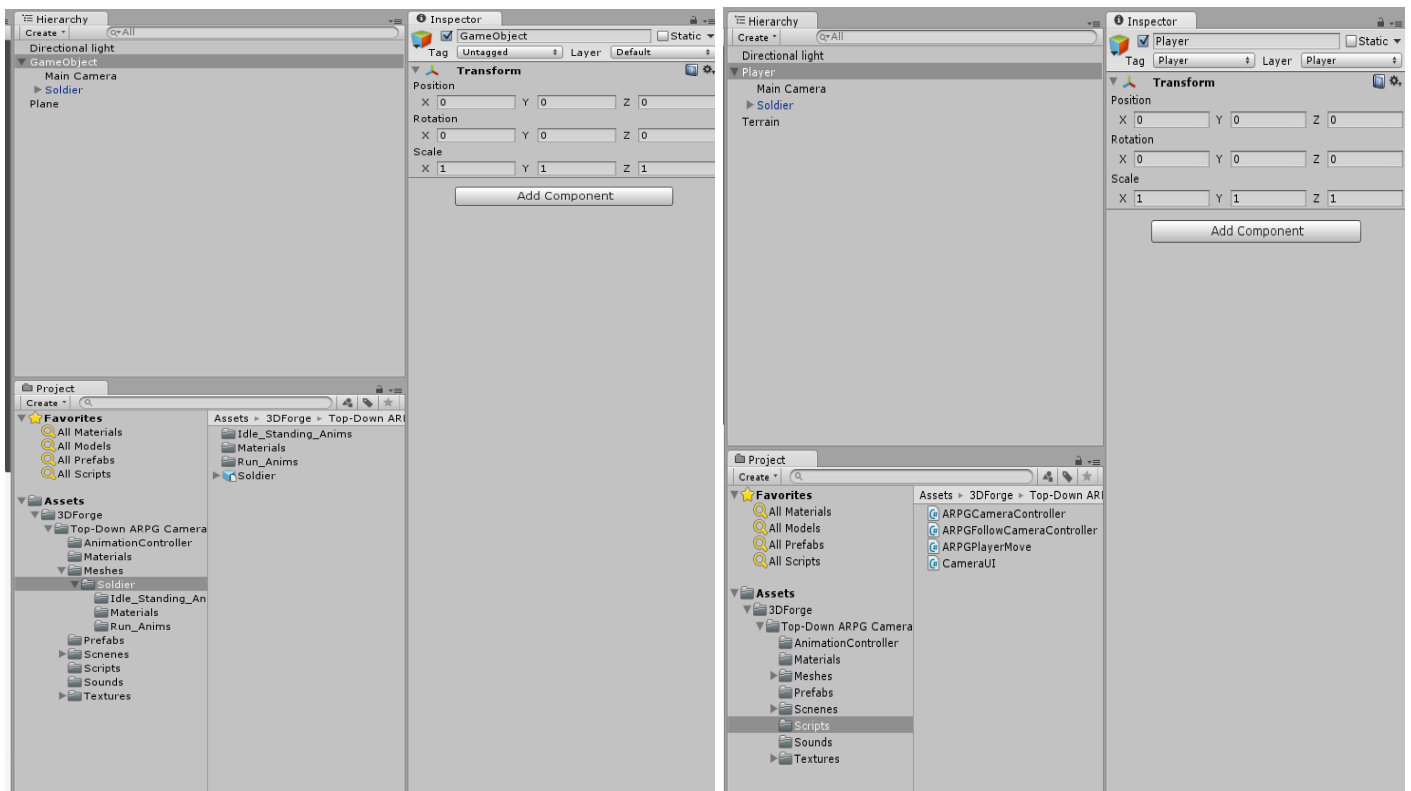 Hierarchy
Create
All
Directional light
GameObject
Main Camera
Soldier
Plane
Inspector
GameObject Static
Tag Untagged Layer Default
Transform
Position
X 0 Y 0 Z 0
Rotation
X 0 Y 0 Z 0
Scale
X 1 Y 1 Z 1
Add Component
Project
Create
Favorites
All Materials
All Models
All Prefabs
All Scripts
Assets
3DForge
Top-Down ARPG Camera
AnimationController
Materials
Meshes
Soldier
Idle_Standing_An
Materials
Run_Anims
Prefabs
Scnenes
Scripts
Sounds
Textures
Assets 3DForge Top-Down ARI
Idle_Standing_Anims
Materials
Run_Anims
Soldier
Hierarchy
Create
All
Directional light
Player
Main Camera
Soldier
Terrain
Inspector
Player Static
Tag Player Layer Player
Transform
Position
X 0 Y 0 Z 0
Rotation
X 0 Y 0 Z 0
Scale
X 1 Y 1 Z 1
Add Component
Project
Create
Favorites
All Materials
All Models
All Prefabs
All Scripts
Assets
3DForge
Top-Down ARPG Camera
AnimationController
Materials
Meshes
Prefabs
Scnenes
Scripts
Sounds
Textures
Assets 3DForge Top-Down ARI
ARPGCameraController
ARPGFollowCameraController
ARPGPlayerMove
CameraUI